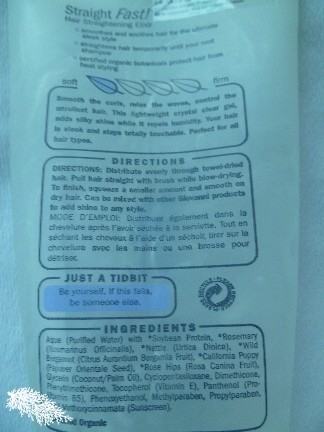 Straight Fast!
Hair Straightening Elixir
smoothes and soothes hair for the ultimate
sleek style
straightens hair temporarily until your next
shampoo
certified organic botanicals protect hair from
heat styling
soft firm
Smooth the curls, relax the waves, control the
unruliest hair. This lightweight crystal clear gel,
adds silky shine while it repels humidity. Your hair
is sleek and stays totally touchable. Perfect for all
hair types.
DIRECTIONS
DIRECTIONS: Distribute evenly through towel-dried
hair. Pull hair straight with brush while blow-drying.
To finish, squeeze a smaller amount and smooth on
dry hair. Can be mixed with other Giovanni products
to add shine to any style.
MODE D'EMPLOI: Distribuer également dans la
chevelure après l'avoir séchée à la serviette. Tout en
séchant les cheveux à l'aide d'un séchoir, tirer sur la
chevelure avec les mains ou une brosse pour
défriser.
JUST A TIDBIT
Be yourself. If this fails,
be someone else.
INGREDIENTS
Aqua (Purified Water) with *Soybean Protein, *Rosemary
(Rosmarinus Officinalis), *Nettle (Urtica Dioica), *Wild
Bergamot (Citrus Aurantium Bergamia Fruit), *California Poppy
(Papaver Orientale Seed), *Rose Hips (Rosa Canina Fruit),
Glycerin (Coconut/Palm Oil), Cyclopentasiloxane, Dimethicone,
Phenyltrimethicone, Tocopherol (Vitamin E), Panthenol (Pro-
B5), Phenoxyethanol, Methylparaben, Propylparaben,
(Sunscreen).
Organic